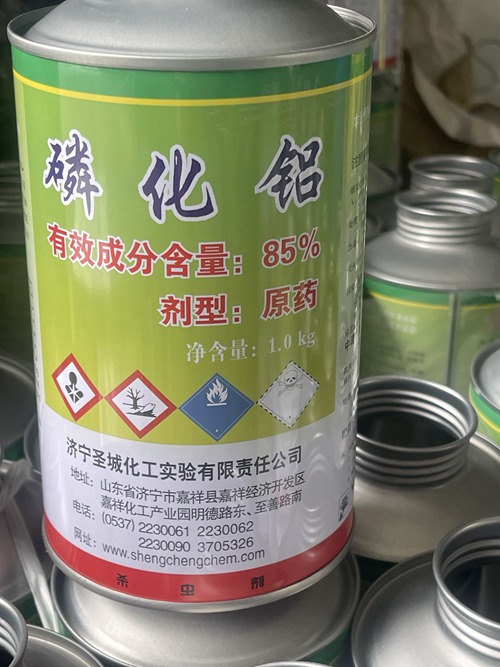 磷化铝
有效成分含量：85%
剂型：原药
净含量：1.0 kg
济宁圣城化工实验有限责任公司
地址：山东省济宁市嘉祥县嘉祥经济开发区
嘉祥化工产业园明德路东、至善路南
电话：(0537) 2230061 2230062
2230090 3705326
网址：www.shengchengchem.com
杀虫剂